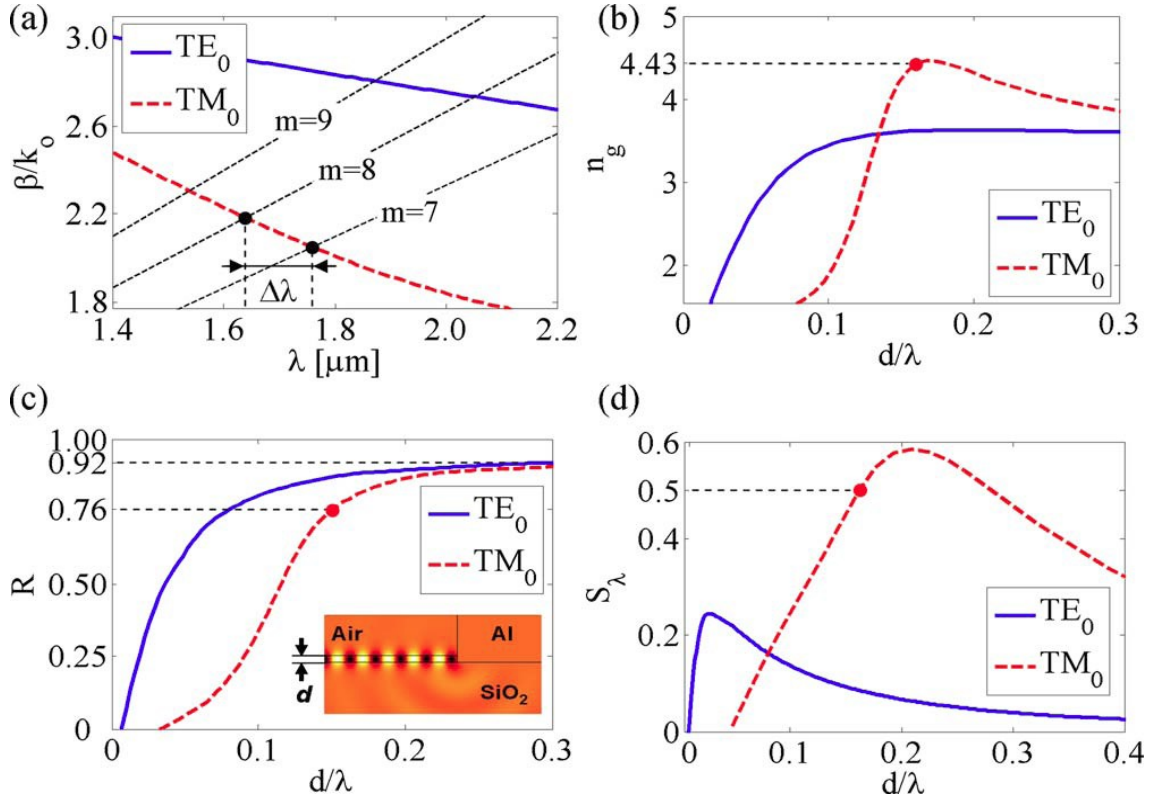 (a)
3.0
2.6
2.2
1.8
β/kₒ
TE₀
TM₀
m=9
m=8
m=7
Δλ
1.4 1.6 1.8 2.0 2.2
λ [μm]
(b)
5
4.43
4
3
2
n_g
TE₀
TM₀
0 0.1 0.2 0.3
d/λ
(c)
1.00
0.92
0.76
0.50
0.25
0
R
TE₀
TM₀
Air Al
d
SiO₂
0.1 0.2 0.3
d/λ
(d)
0.6
0.5
0.4
0.2
0
S_λ
TE₀
TM₀
0 0.1 0.2 0.3 0.4
d/λ